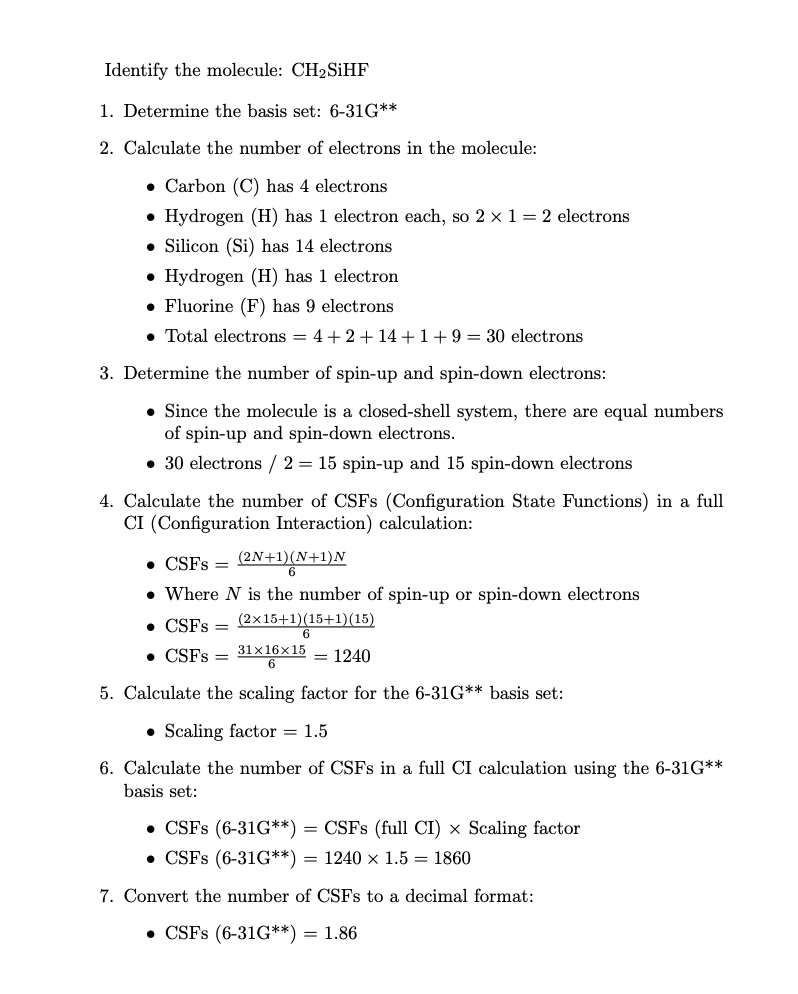 Identify the molecule: CH₂SiHF
1. Determine the basis set: 6-31G**
2. Calculate the number of electrons in the molecule:
• Carbon (C) has 4 electrons
• Hydrogen (H) has 1 electron each, so 2 × 1 = 2 electrons
• Silicon (Si) has 14 electrons
• Hydrogen (H) has 1 electron
• Fluorine (F) has 9 electrons
• Total electrons = 4 + 2 + 14 + 1 + 9 = 30 electrons
3. Determine the number of spin-up and spin-down electrons:
• Since the molecule is a closed-shell system, there are equal numbers
of spin-up and spin-down electrons.
• 30 electrons / 2 = 15 spin-up and 15 spin-down electrons
4. Calculate the number of CSFs (Configuration State Functions) in a full
CI (Configuration Interaction) calculation:
• CSFs = (2N+1)(N+1)N / 6
• Where N is the number of spin-up or spin-down electrons
• CSFs = (2×15+1)(15+1)(15) / 6
• CSFs = 31×16×15 / 6 = 1240
5. Calculate the scaling factor for the 6-31G** basis set:
• Scaling factor = 1.5
6. Calculate the number of CSFs in a full CI calculation using the 6-31G**
basis set:
• CSFs (6-31G**) = CSFs (full CI) × Scaling factor
• CSFs (6-31G**) = 1240 × 1.5 = 1860
7. Convert the number of CSFs to a decimal format:
• CSFs (6-31G**) = 1.86